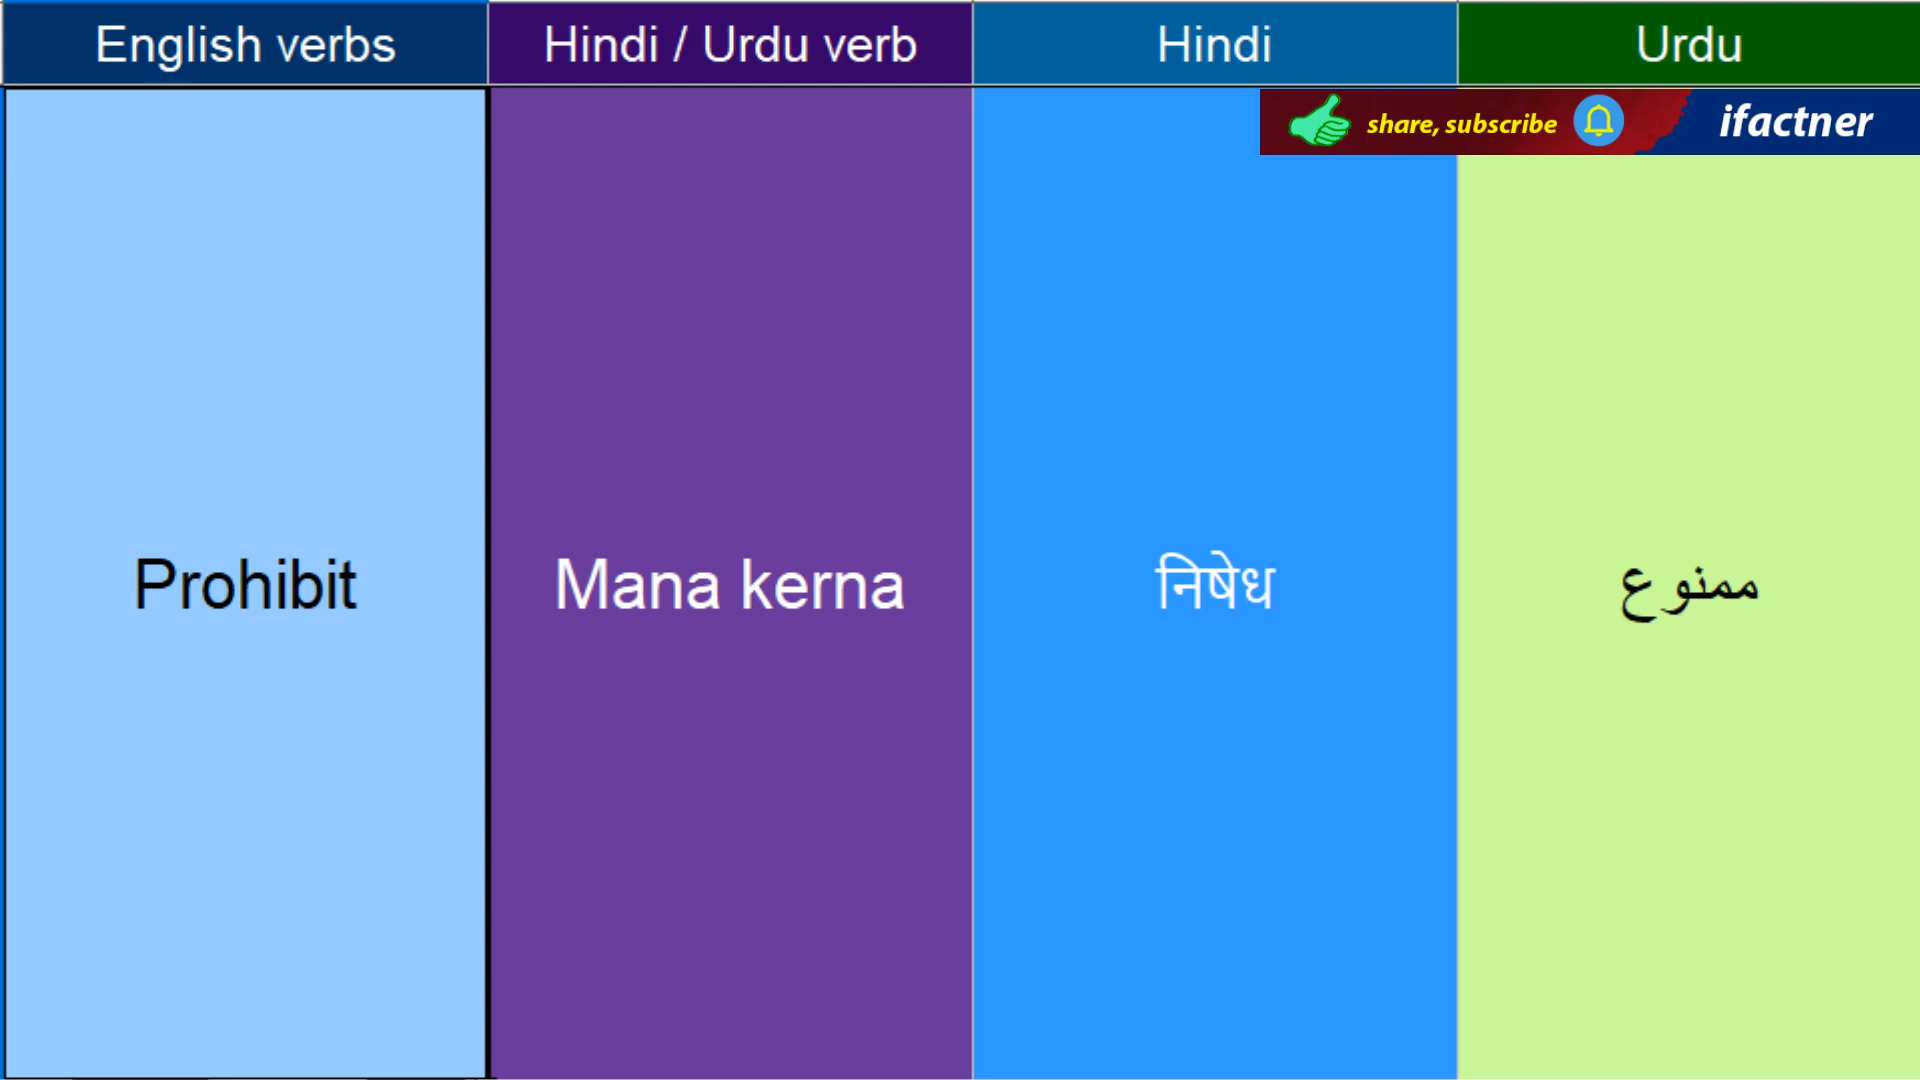 English verbs
Hindi / Urdu verb
Hindi
Urdu
share, subscribe
ifactner
Prohibit
Mana kerna
निषेध
ممنوع